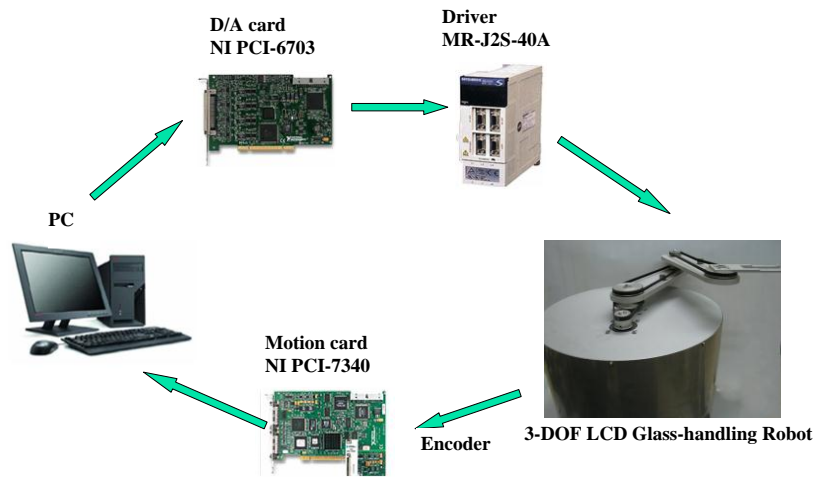 D/A card
NI PCI-6703
Driver
MR-J2S-40A
PC
Motion card
NI PCI-7340
Encoder
3-DOF LCD Glass-handling Robot